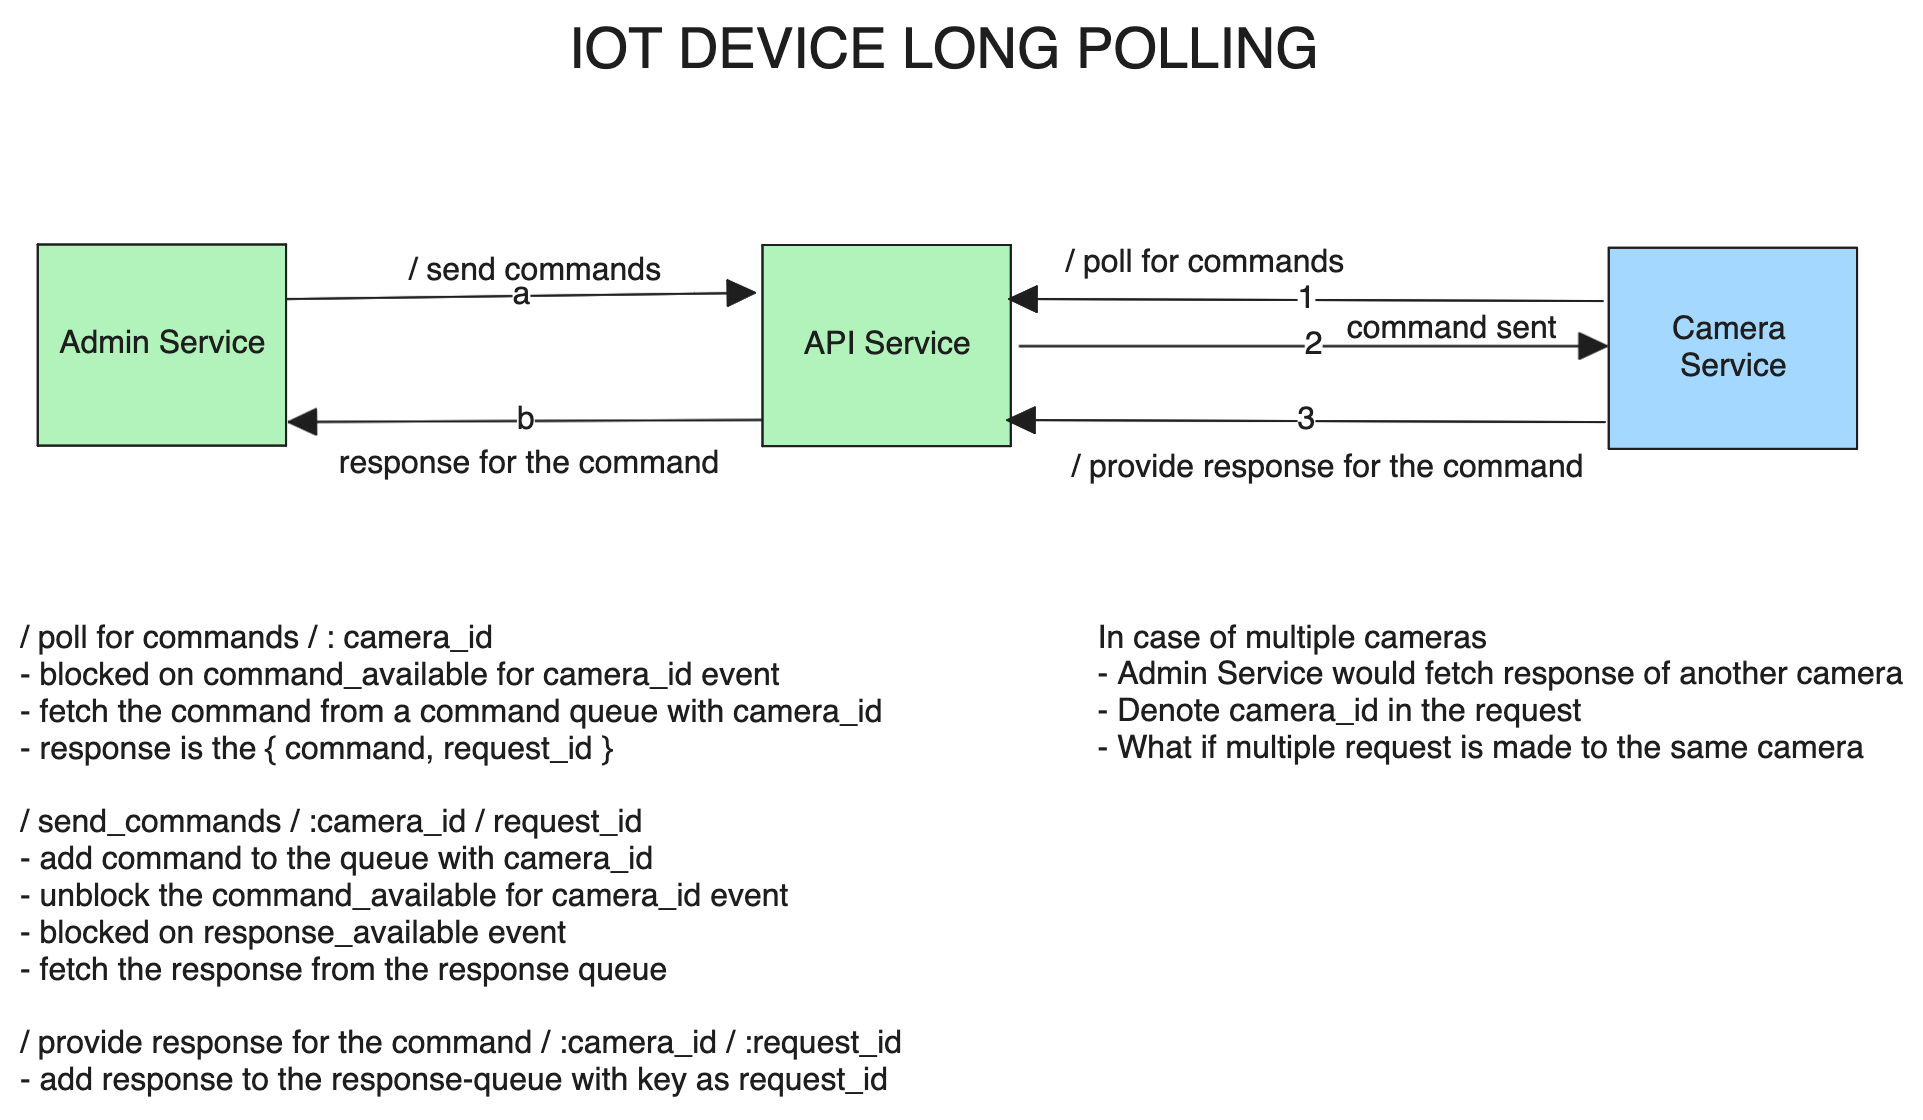 IOT DEVICE LONG POLLING
/ send commands
a
/ poll for commands
1
command sent
2
Admin Service
API Service
Camera
Service
b
response for the command
3
/ provide response for the command
/ poll for commands / : camera_id
- blocked on command_available for camera_id event
- fetch the command from a command queue with camera_id
- response is the { command, request_id }
/ send_commands / :camera_id / request_id
- add command to the queue with camera_id
- unblock the command_available for camera_id event
- blocked on response_available event
- fetch the response from the response queue
/ provide response for the command / :camera_id / :request_id
- add response to the response-queue with key as request_id
In case of multiple cameras
- Admin Service would fetch response of another camera
- Denote camera_id in the request
- What if multiple request is made to the same camera